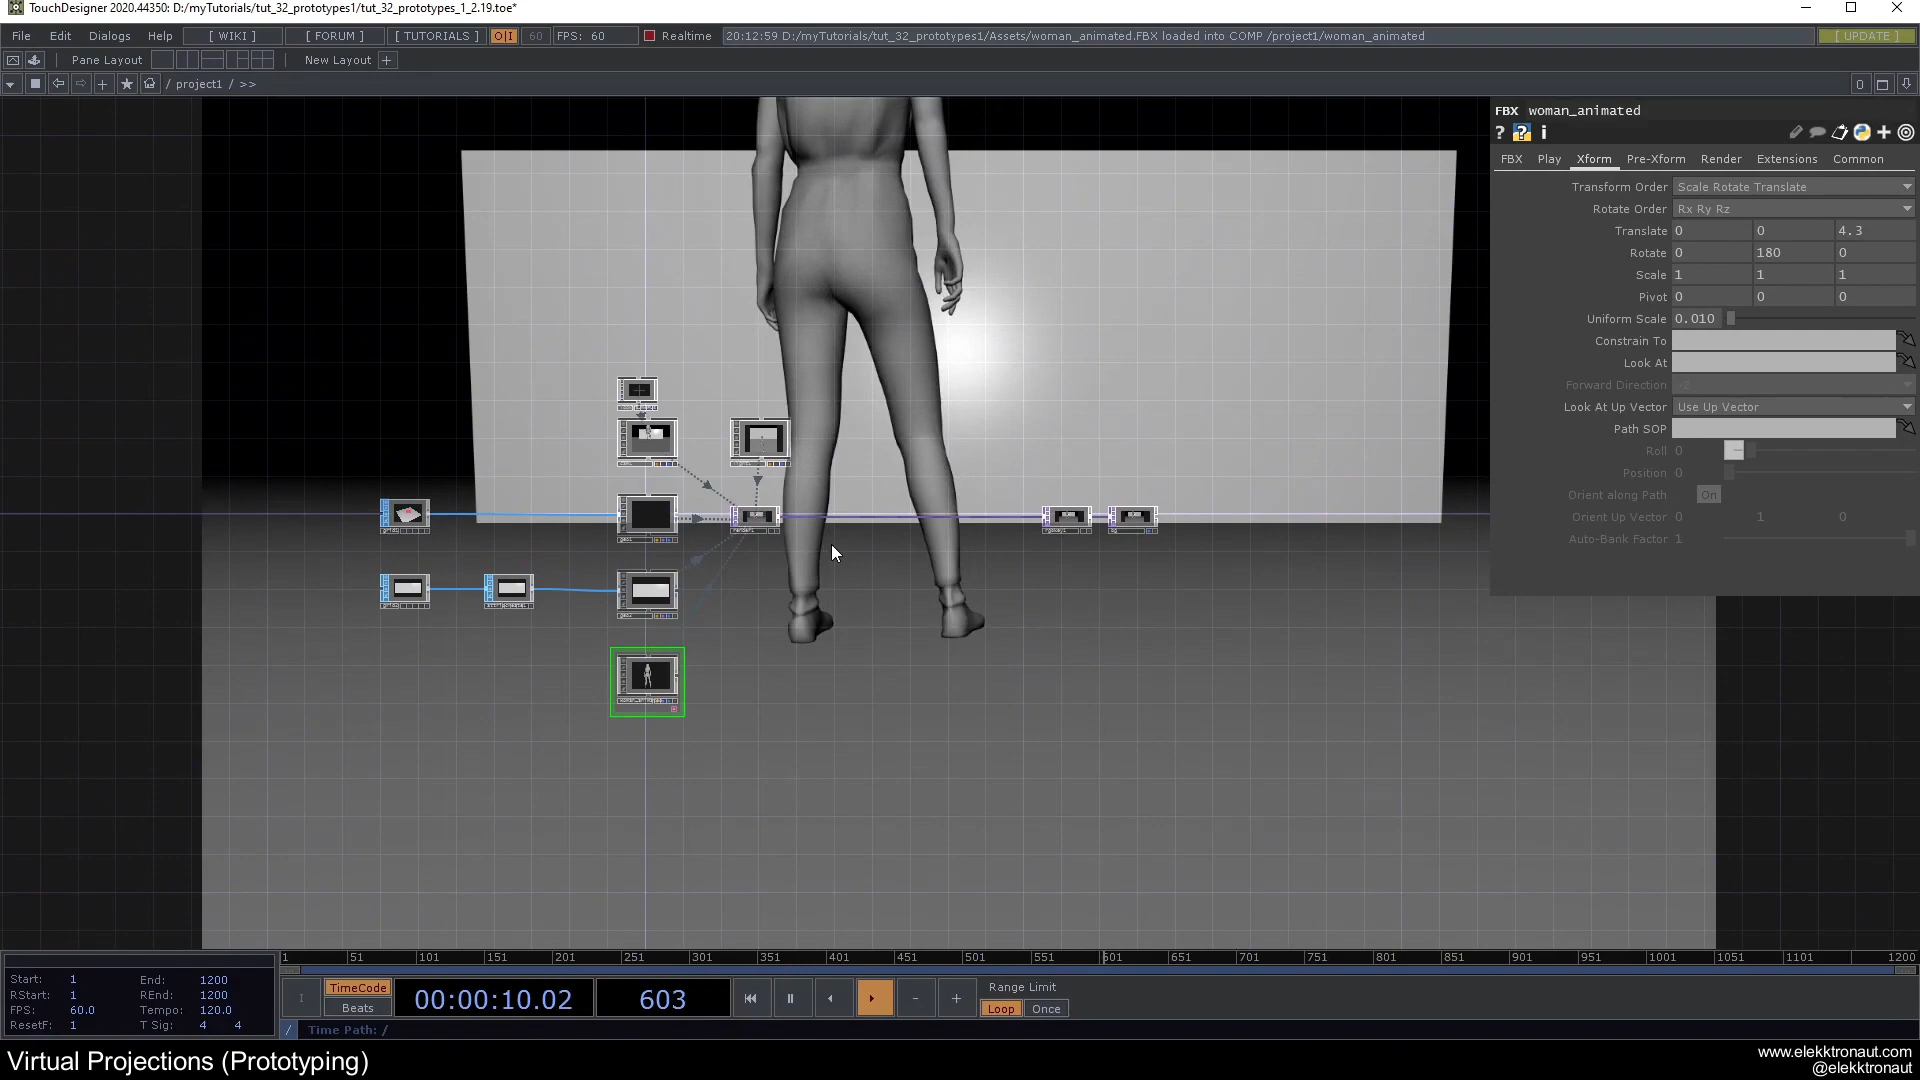 TouchDesigner 2020.44350: D:/myTutorials/tut_32_prototypes1/tut_32_prototypes_1_2.19.toe*
File Edit Dialogs Help [ WIKI ] [ FORUM ] [ TUTORIALS ] O|I 60 FPS: 60 Realtime 20:12:59 D:/myTutorials/tut_32_prototypes1/Assets/woman_animated.FBX loaded into COMP /project1/woman_animated [ UPDATE ]
Pane Layout New Layout +
/ project1 / >> 0
FBX woman_animated
? ? i
FBX Play Xform Pre-Xform Render Extensions Common
Transform Order Scale Rotate Translate
Rotate Order Rx Ry Rz
Translate 0 0 4.3
Rotate 0 180 0
Scale 1 1 1
Pivot 0 0 0
Uniform Scale 0.010
Constrain To
Look At
Forward Direction
Look At Up Vector Use Up Vector
Path SOP
Roll 0
Position 0
Orient along Path On
Orient Up Vector 0 1 0
Auto-Bank Factor 1
1 51 101 151 201 251 301 351 401 451 501 551 601 651 701 751 801 851 901 951 1001 1051 1101 1200
Start: 1 End: 1200
RStart: 1 REnd: 1200
FPS: 60.0 Tempo: 120.0
ResetF: 1 T Sig: 4 4
TimeCode
Beats
00:00:10.02 603
Range Limit
Loop Once
/ Time Path: /
Virtual Projections (Prototyping)
www.elekktronaut.com
@elekktronaut